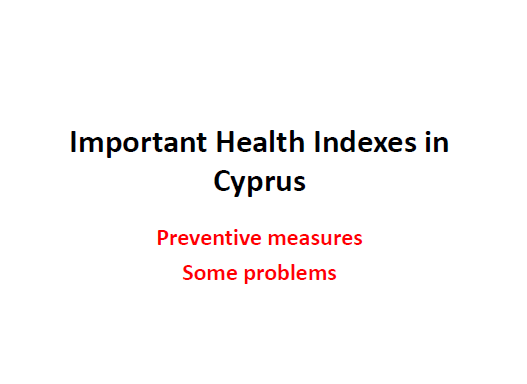 Important Health Indexes in
Cyprus
Preventive measures
Some problems